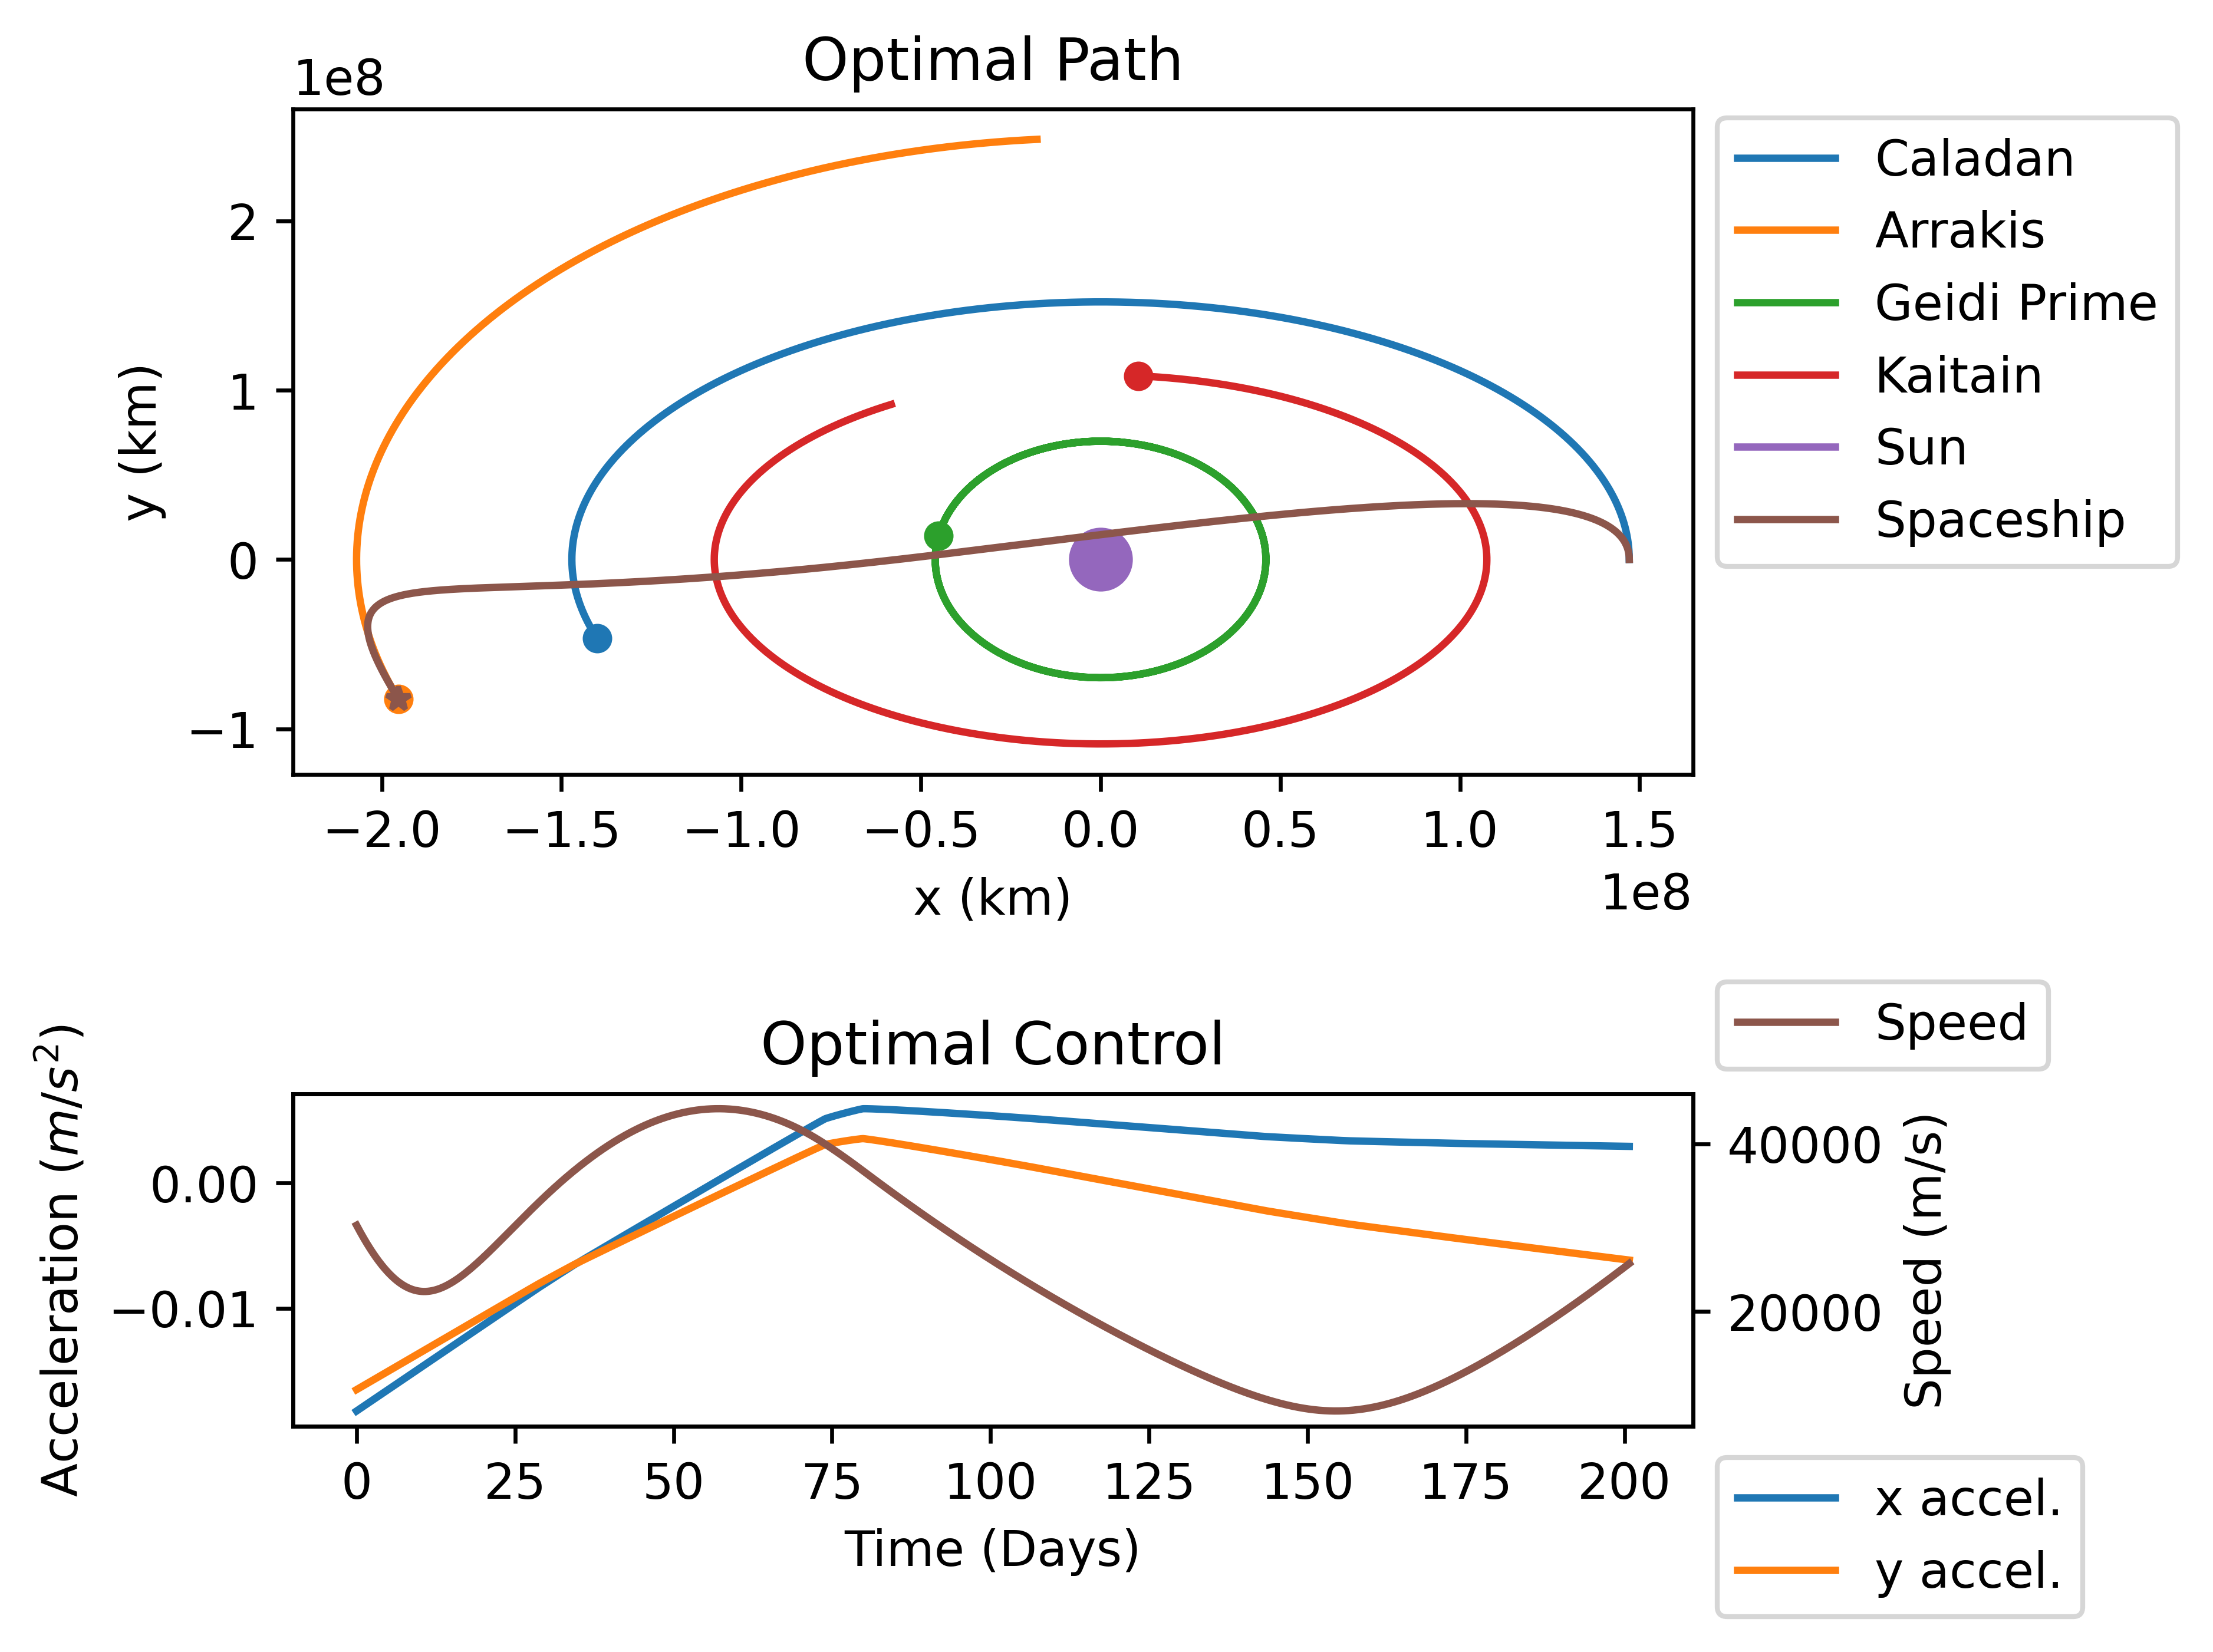 Optimal Path
1e8
2
1
0
−1
y (km)
−2.0 −1.5 −1.0 −0.5 0.0 0.5 1.0 1.5
x (km)
1e8
Caladan
Arrakis
Geidi Prime
Kaitain
Sun
Spaceship
Optimal Control
Speed
0.00
−0.01
Acceleration (m/s²)
40000
20000
Speed (m/s)
0 25 50 75 100 125 150 175 200
Time (Days)
x accel.
y accel.